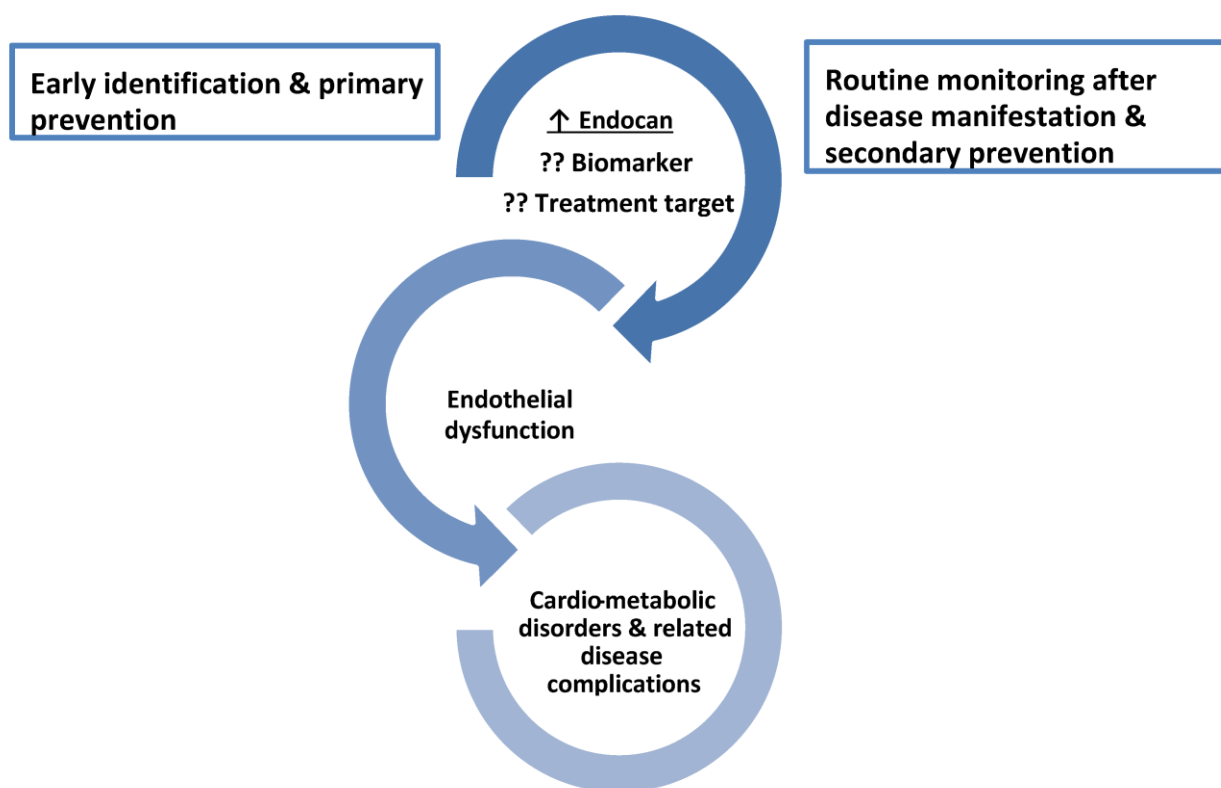 Early identification & primary
prevention
Routine monitoring after
disease manifestation &
secondary prevention
↑ Endocan
?? Biomarker
?? Treatment target
Endothelial
dysfunction
Cardio-metabolic
disorders & related
disease
complications